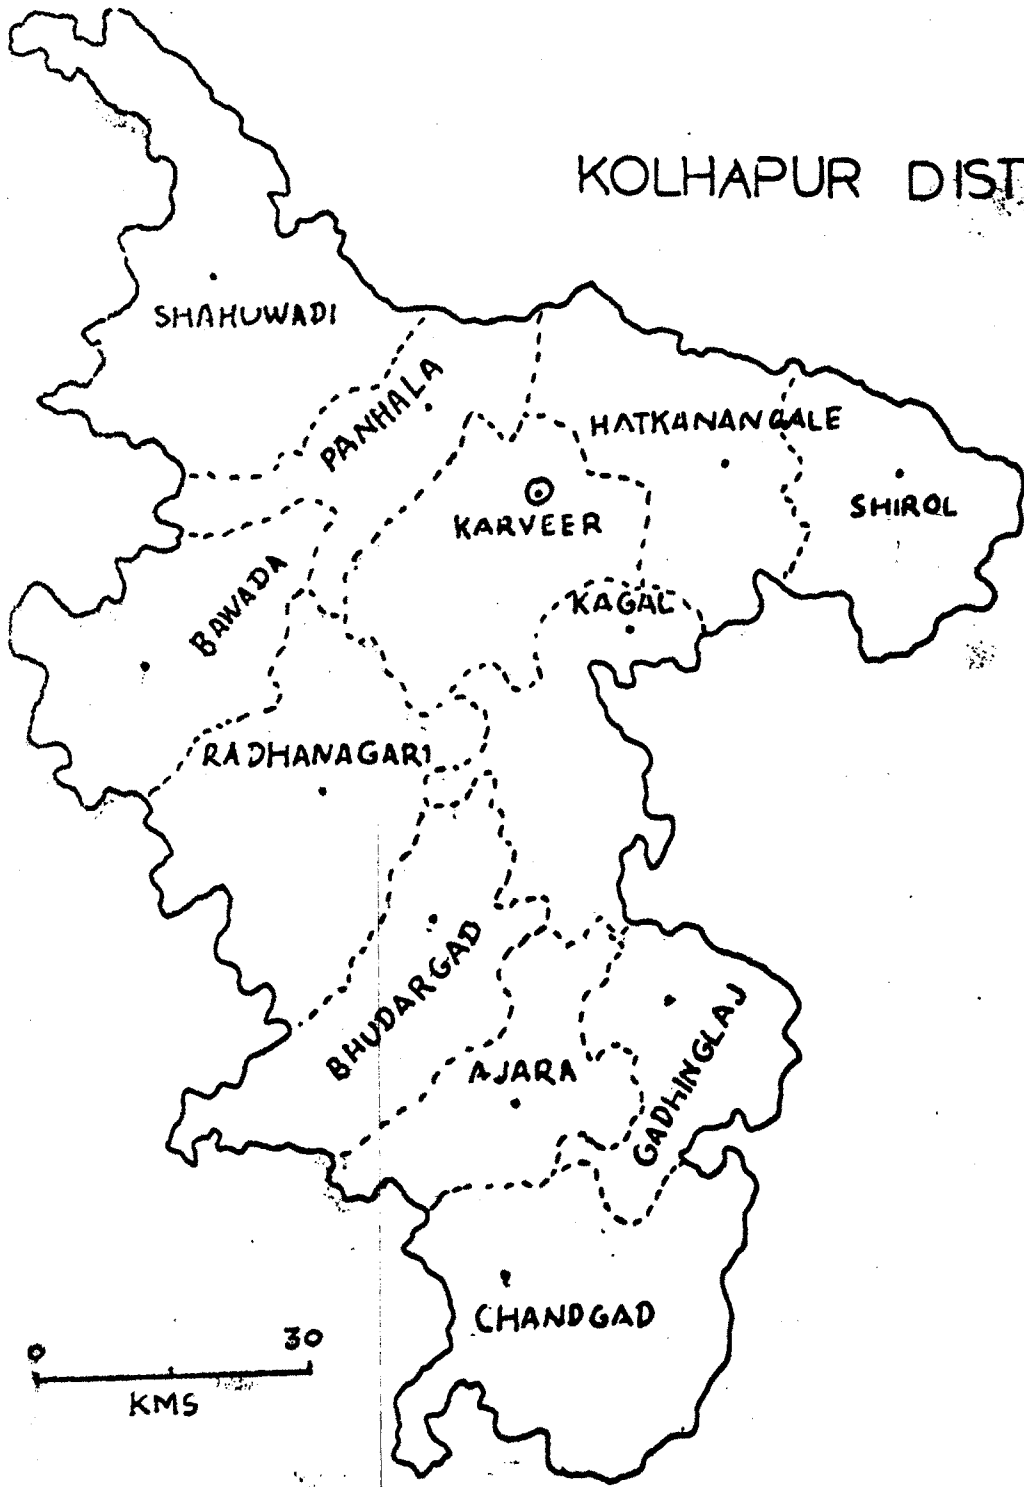 KOLHAPUR DIST
SHAHUWADI
PANHALA
HATKANANGALE
SHIROL
KARVEER
BAWADA
KAGAL
RADHANAGARI
BHUDARGAD
AJARA
GADHINGLAJ
CHANDGAD
0 30
KMS